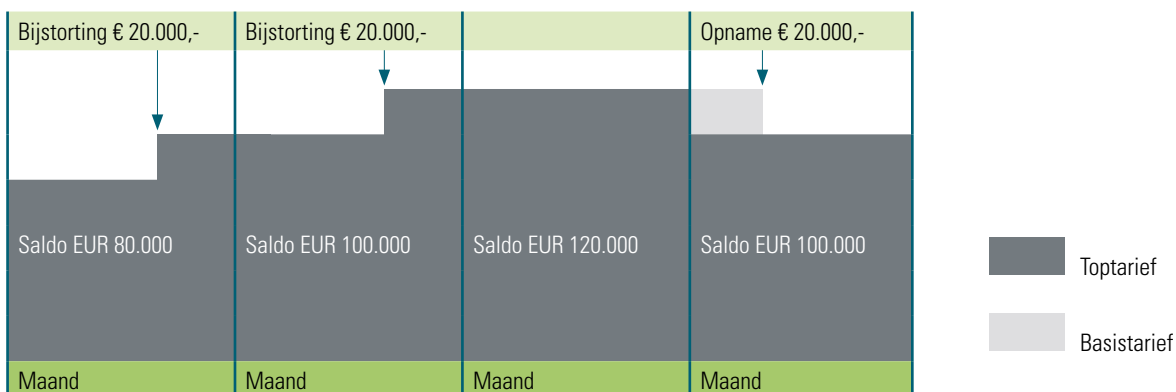 Bijstorting € 20.000,- Bijstorting € 20.000,- Opname € 20.000,-
Saldo EUR 80.000 Saldo EUR 100.000 Saldo EUR 120.000 Saldo EUR 100.000
Toptarief
Basistarief
Maand Maand Maand Maand